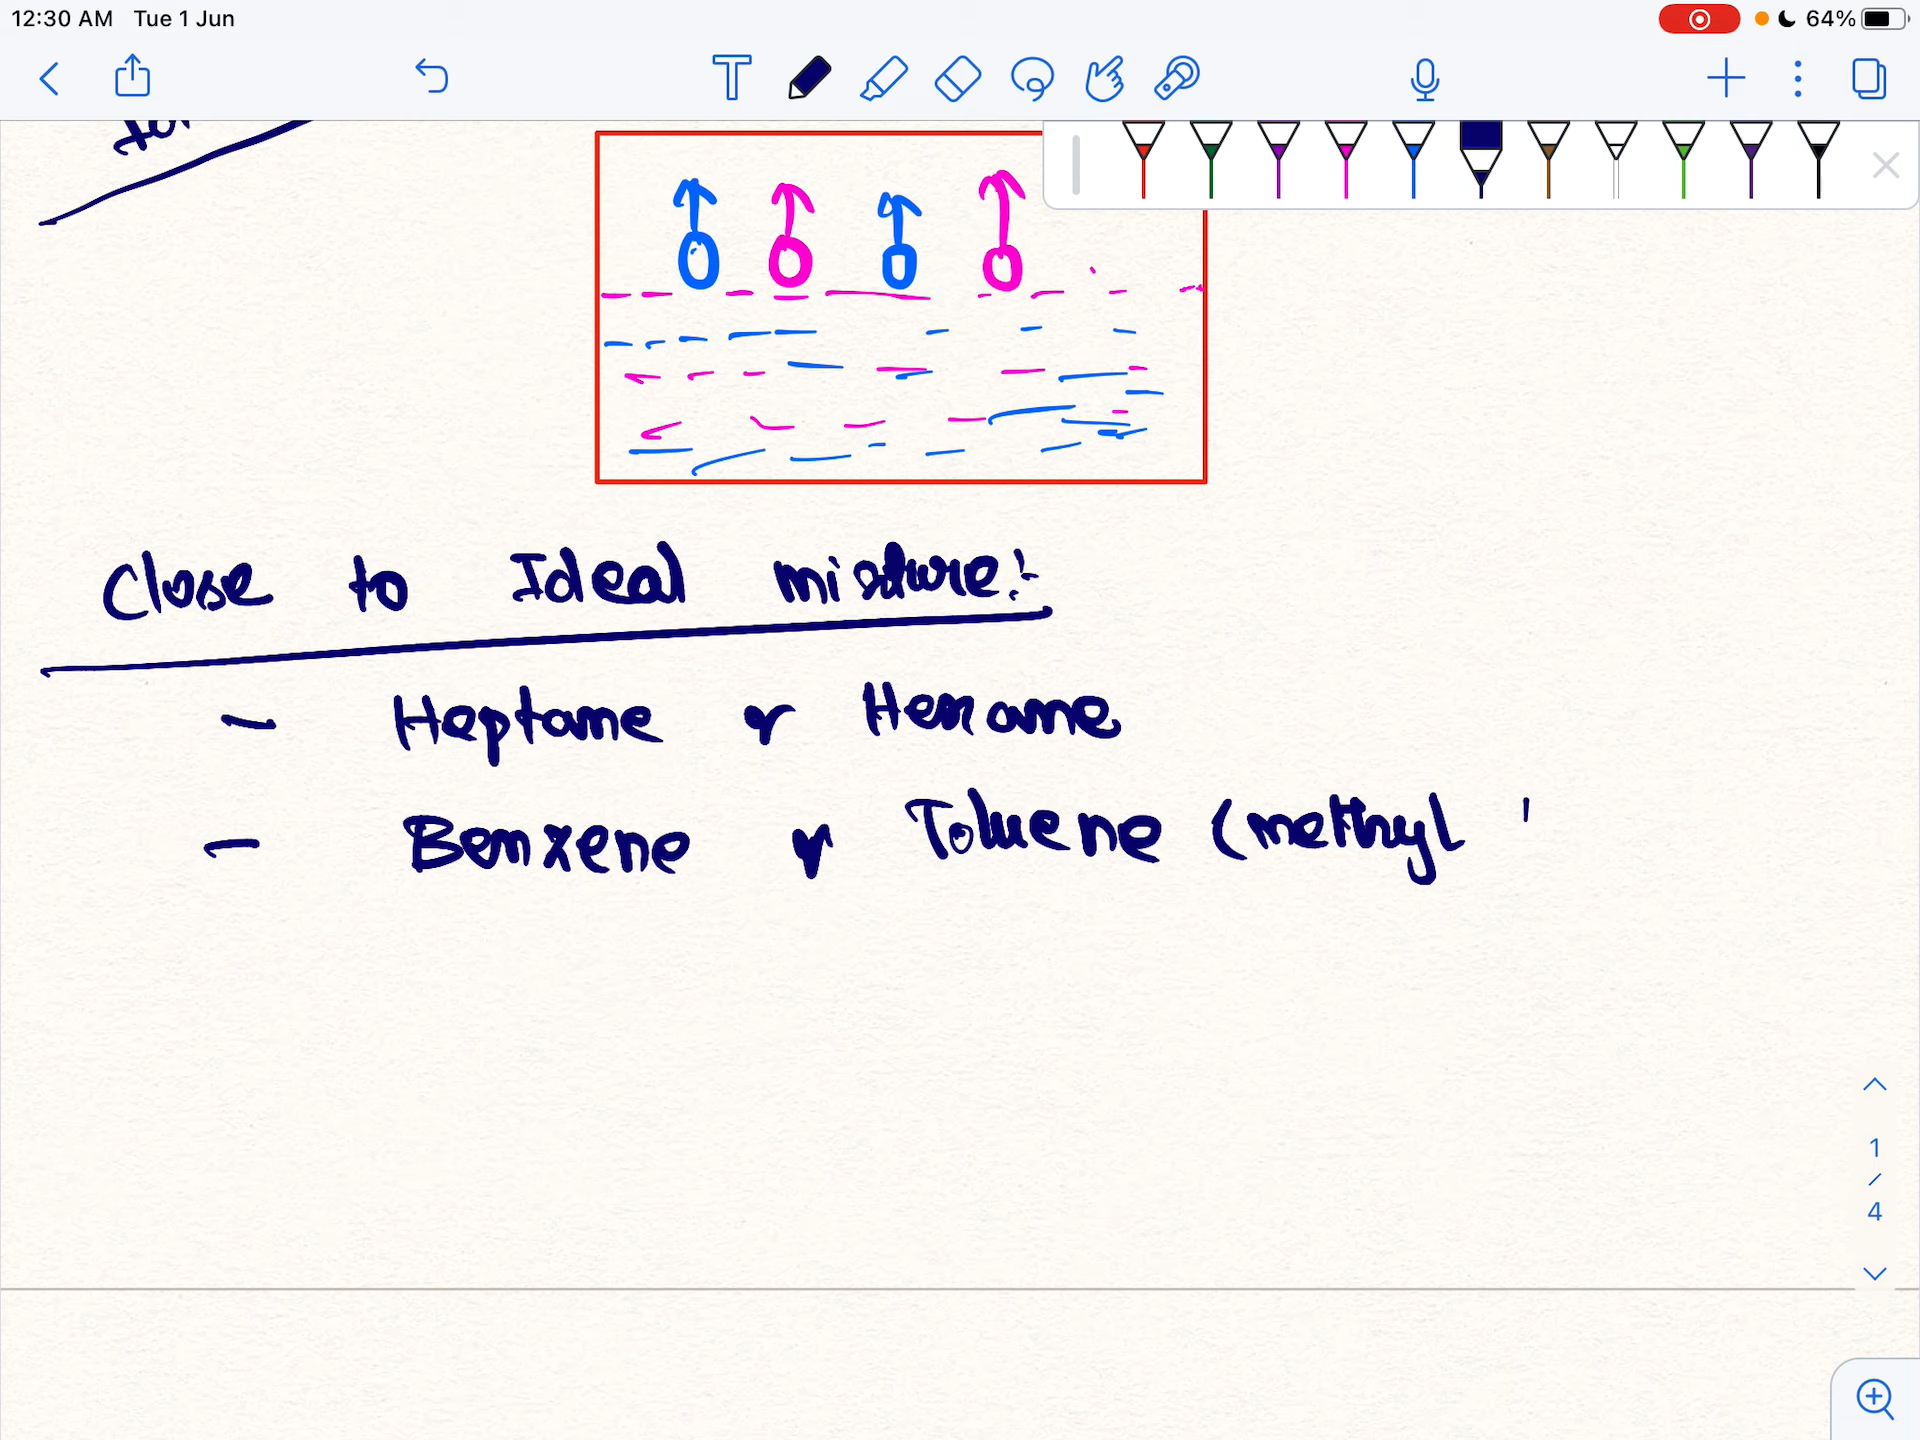 12:30 AM Tue 1 Jun 64%
Close to Ideal mixture:-
- Heptane & Hexane
- Benzene & Toluene (methyl
1
/
4